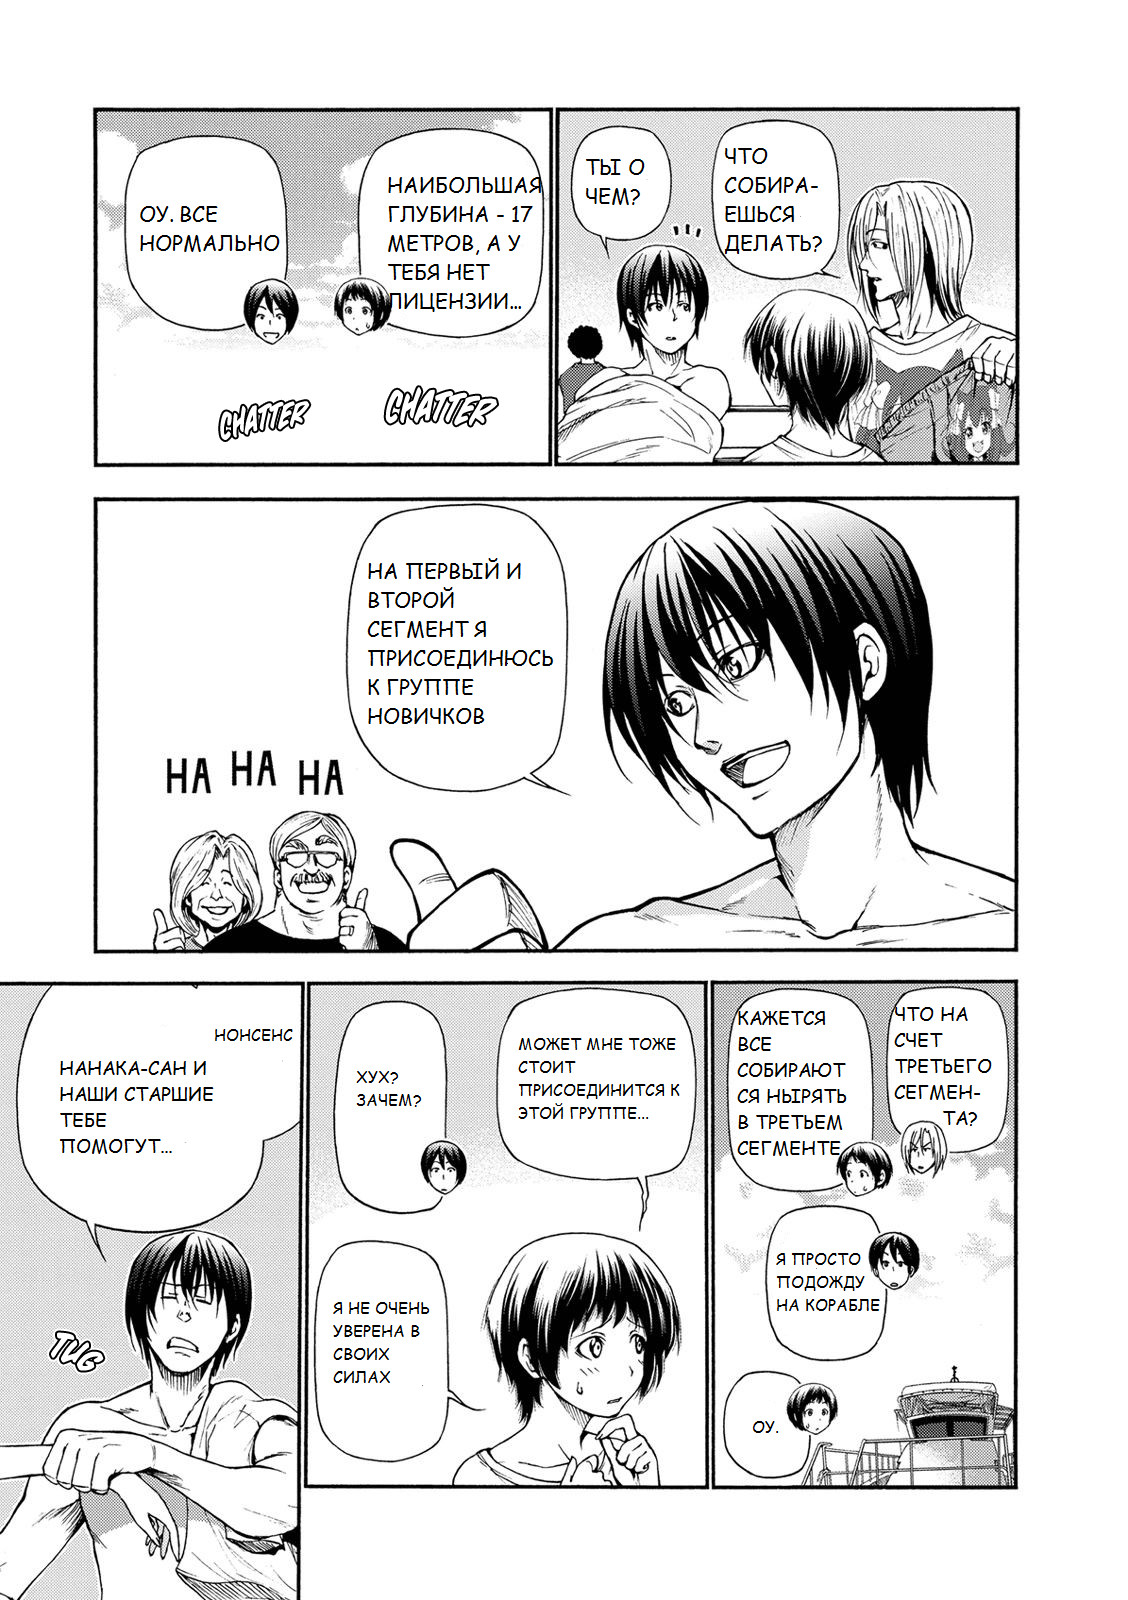 ЧТО
СОБИРА-
ЕШЬСЯ
ДЕЛАТЬ?
ТЫ О
ЧЕМ?
НАИБОЛЬШАЯ
ГЛУБИНА - 17
МЕТРОВ, А У
ТЕБЯ НЕТ
ЛИЦЕНЗИИ...
ОУ. ВСЕ
НОРМАЛЬНО
CHATTER
CHATTER
НА ПЕРВЫЙ И
ВТОРОЙ
СЕГМЕНТ Я
ПРИСОЕДИНЮСЬ
К ГРУППЕ
НОВИЧКОВ
HA HA HA
ЧТО НА
СЧЕТ
ТРЕТЬЕГО
СЕГМЕН-
ТА?
КАЖЕТСЯ
ВСЕ
СОБИРАЮТ
СЯ НЫРЯТЬ
В ТРЕТЬЕМ
СЕГМЕНТЕ
Я ПРОСТО
ПОДОЖДУ
НА КОРАБЛЕ
ОУ.
МОЖЕТ МНЕ ТОЖЕ
СТОИТ
ПРИСОЕДИНИТСЯ К
ЭТОЙ ГРУППЕ...
ХУХ?
ЗАЧЕМ?
Я НЕ ОЧЕНЬ
УВЕРЕНА В
СВОИХ
СИЛАХ
НОНСЕНС
НАНАКА-САН И
НАШИ СТАРШИЕ
ТЕБЕ
ПОМОГУТ...
TUG